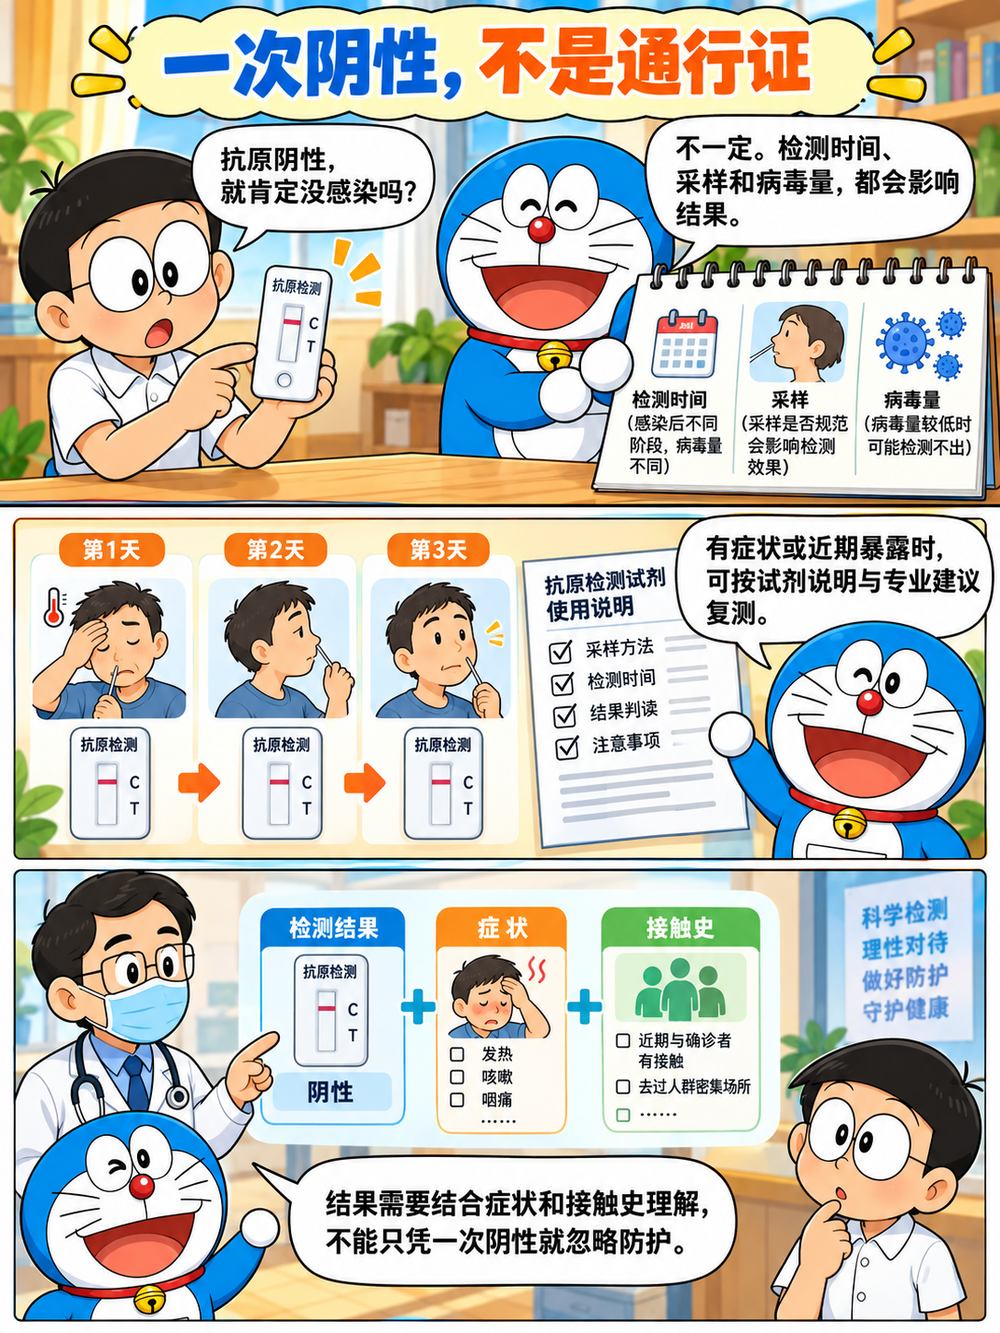 一次阴性，不是通行证
抗原阴性，
就肯定没感染吗？
不一定。检测时间、
采样和病毒量，都会影响
结果。
抗原检测
C
T
检测时间
（感染后不同
阶段，病毒量
不同）
采样
（采样是否规范
会影响检测
效果）
病毒量
（病毒量较低时
可能检测不出）
第1天
第2天
第3天
抗原检测
C
T
抗原检测
C
T
抗原检测
C
T
抗原检测试剂
使用说明
采样方法
检测时间
结果判读
注意事项
有症状或近期暴露时，
可按试剂说明与专业建议
复测。
检测结果
抗原检测
C
T
阴性
症状
发热
咳嗽
咽痛
……
接触史
近期与确诊者
有接触
去过人群密集场所
……
科学检测
理性对待
做好防护
守护健康
结果需要结合症状和接触史理解，
不能只凭一次阴性就忽略防护。